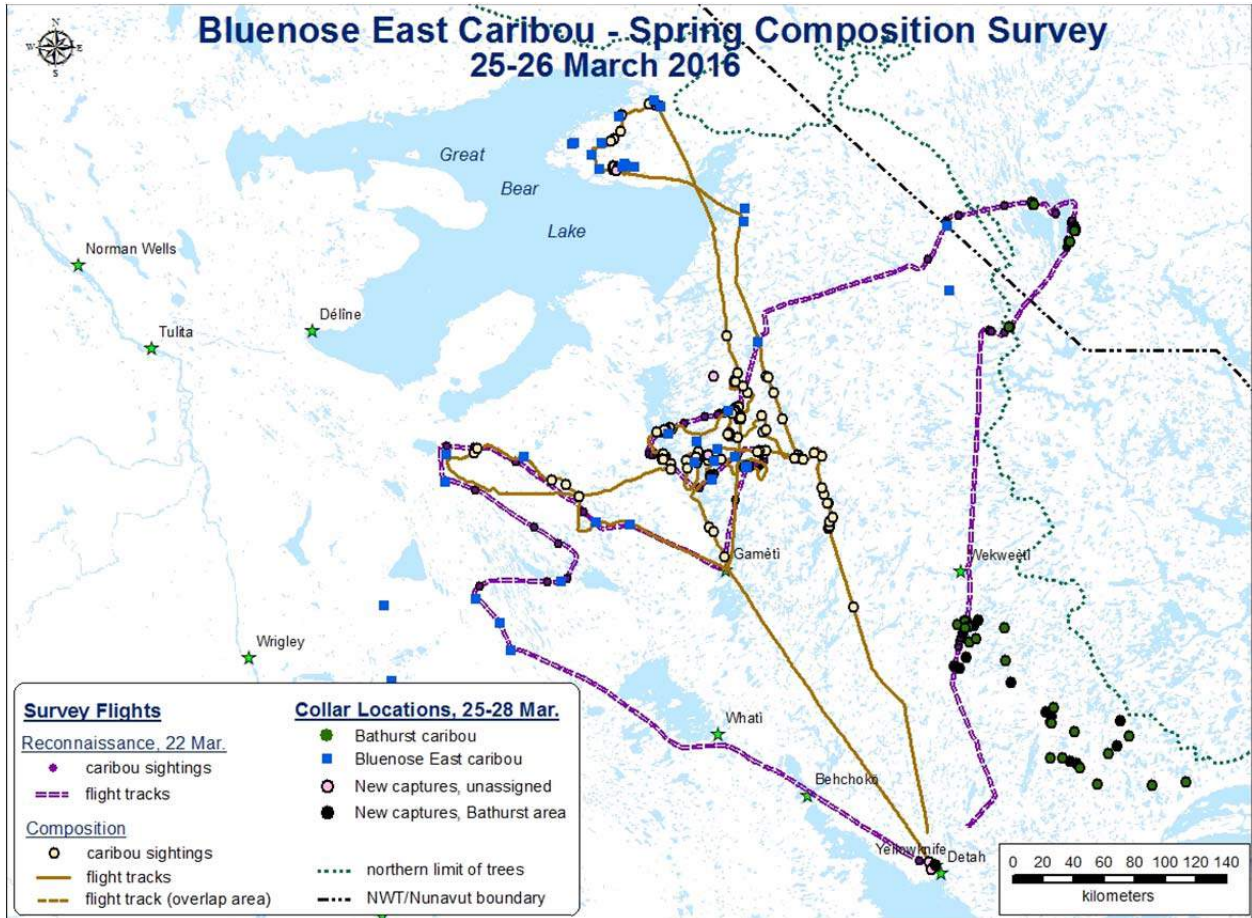 Bluenose East Caribou - Spring Composition Survey
25-26 March 2016
N
W E
S
Great
Bear
Lake
Norman Wells
Tulita
Délîne
Gamètì
Wekweètì
Wrigley
Whatì
Behchokò
Yellowknife
Detah
Survey Flights
Reconnaissance, 22 Mar.
caribou sightings
flight tracks
Composition
caribou sightings
flight tracks
flight track (overlap area)
Collar Locations, 25-28 Mar.
Bathurst caribou
Bluenose East caribou
New captures, unassigned
New captures, Bathurst area
northern limit of trees
NWT/Nunavut boundary
0 20 40 60 80 100 120 140
kilometers